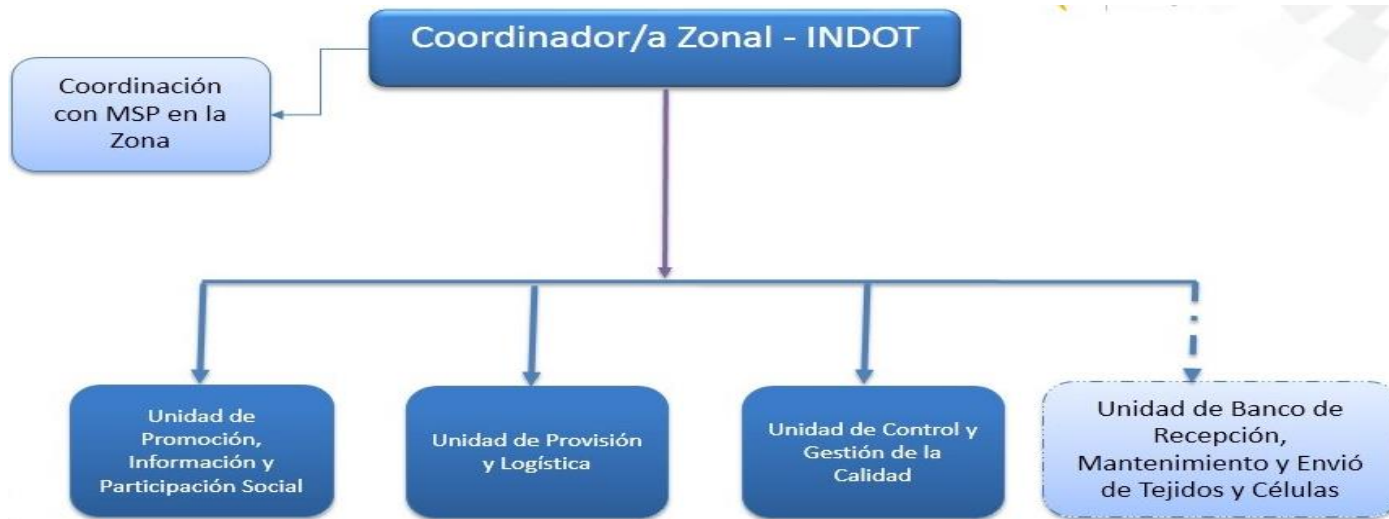 Coordinador/a Zonal - INDOT
Coordinación
con MSP en la
Zona
Unidad de
Promoción,
Información y
Participación Social
Unidad de Provisión
y Logística
Unidad de Control y
Gestión de la
Calidad
Unidad de Banco de
Recepción,
Mantenimiento y Envió
de Tejidos y Células